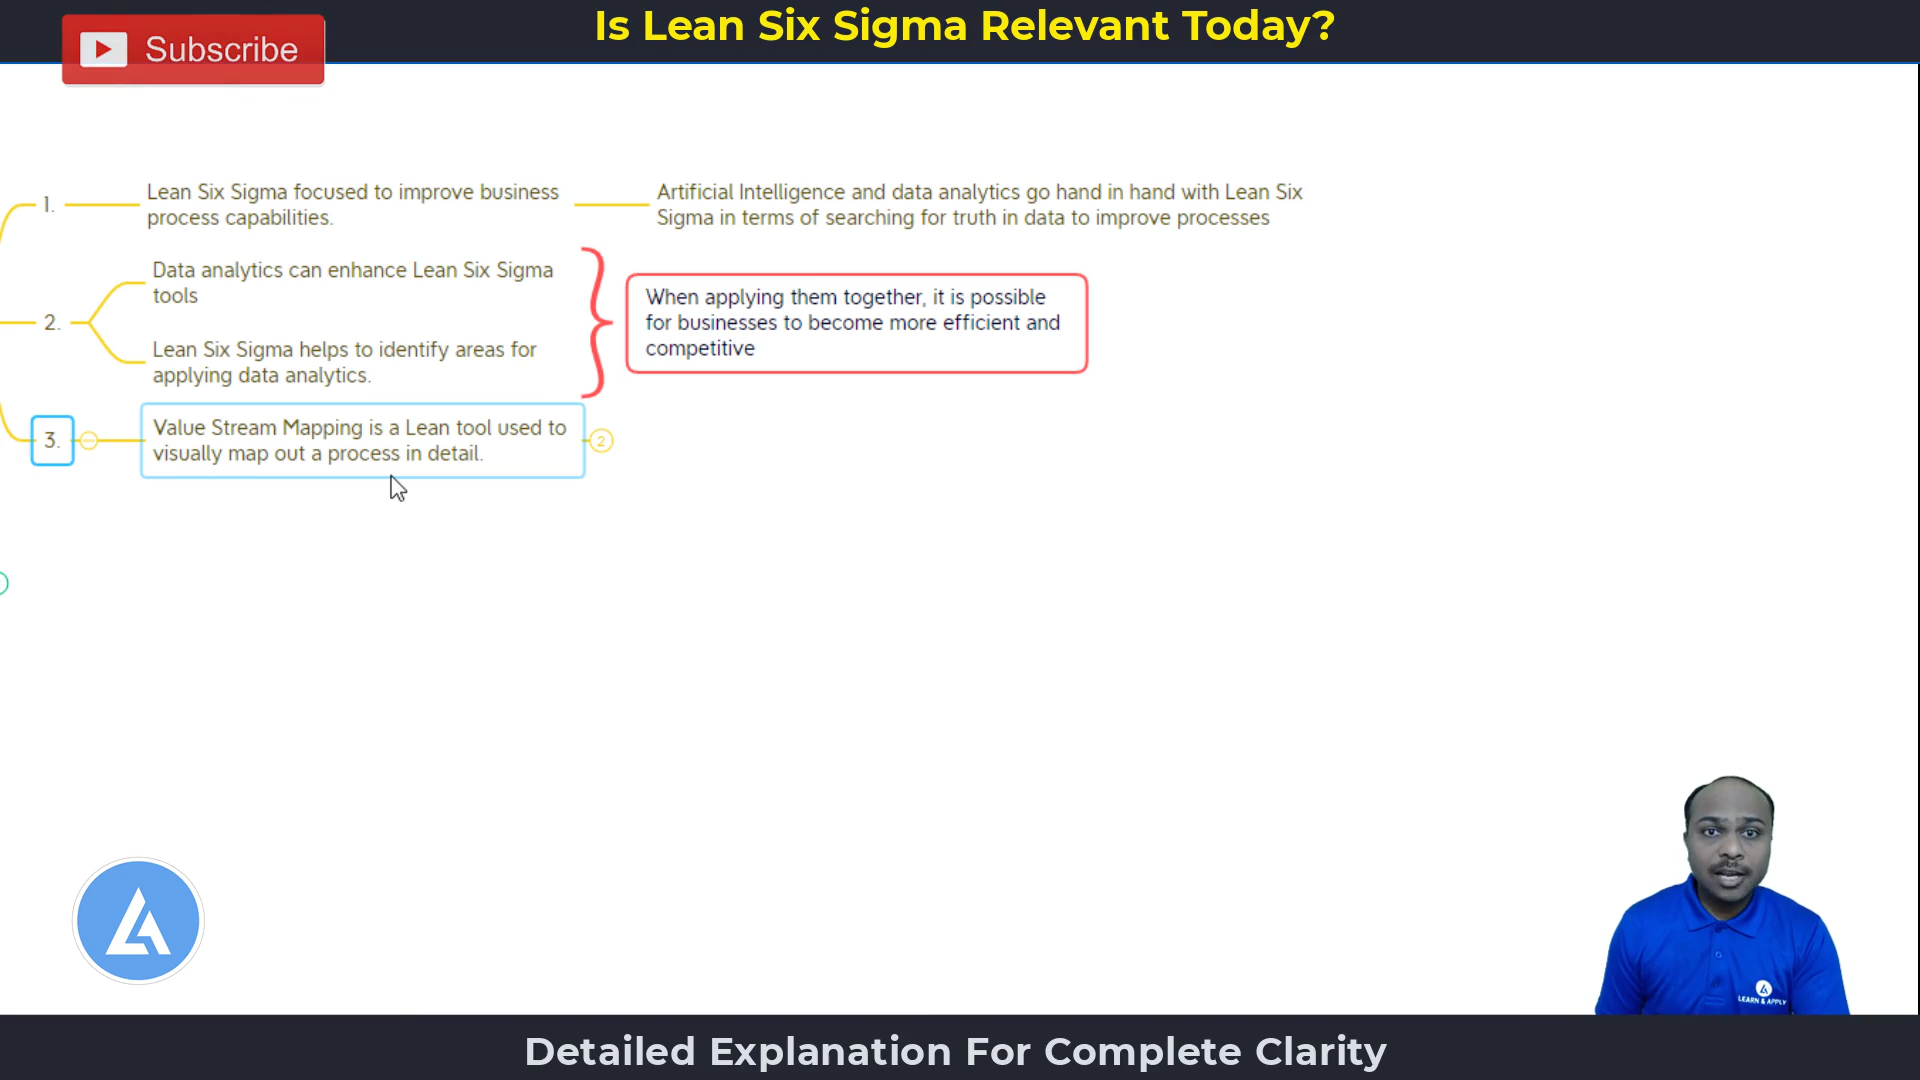 Is Lean Six Sigma Relevant Today?
Subscribe
1.
Lean Six Sigma focused to improve business
process capabilities.
Artificial Intelligence and data analytics go hand in hand with Lean Six
Sigma in terms of searching for truth in data to improve processes
2.
Data analytics can enhance Lean Six Sigma
tools
Lean Six Sigma helps to identify areas for
applying data analytics.
When applying them together, it is possible
for businesses to become more efficient and
competitive
3.
Value Stream Mapping is a Lean tool used to
visually map out a process in detail.
2
LEARN & APPLY
Detailed Explanation For Complete Clarity